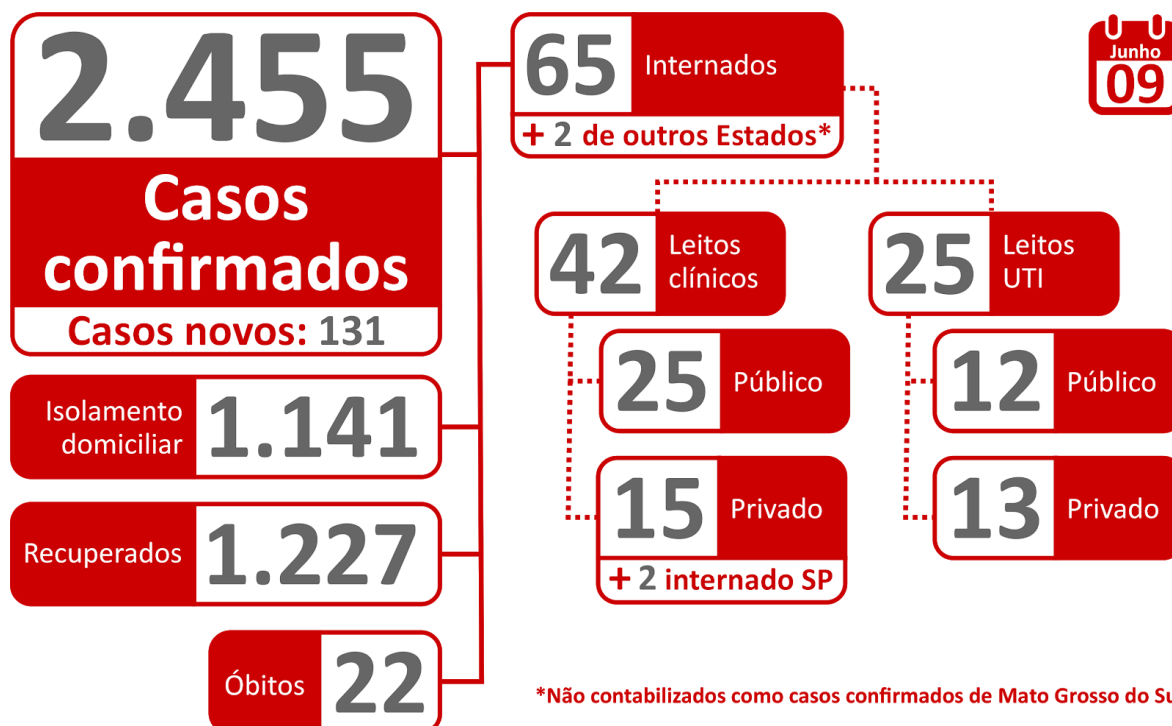 2.455
Casos
confirmados
Casos novos: 131
Isolamento
domiciliar
1.141
Recuperados
1.227
Óbitos
22
65
Internados
+ 2 de outros Estados*
Junho
09
42
Leitos
clínicos
25
Público
15
Privado
+ 2 internado SP
25
Leitos
UTI
12
Público
13
Privado
*Não contabilizados como casos confirmados de Mato Grosso do Su